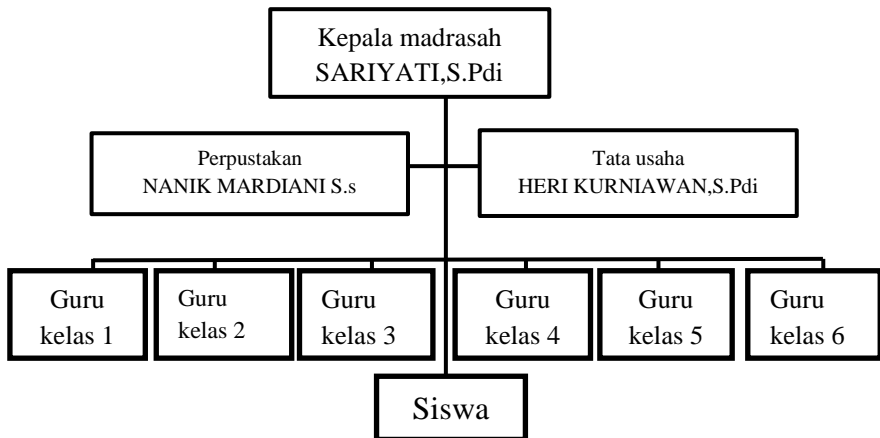 Kepala madrasah
SARIYATI,S.Pdi
Perpustakan
NANIK MARDIANI S.s
Tata usaha
HERI KURNIAWAN,S.Pdi
Guru
kelas 1
Guru
kelas 2
Guru
kelas 3
Guru
kelas 4
Guru
kelas 5
Guru
kelas 6
Siswa